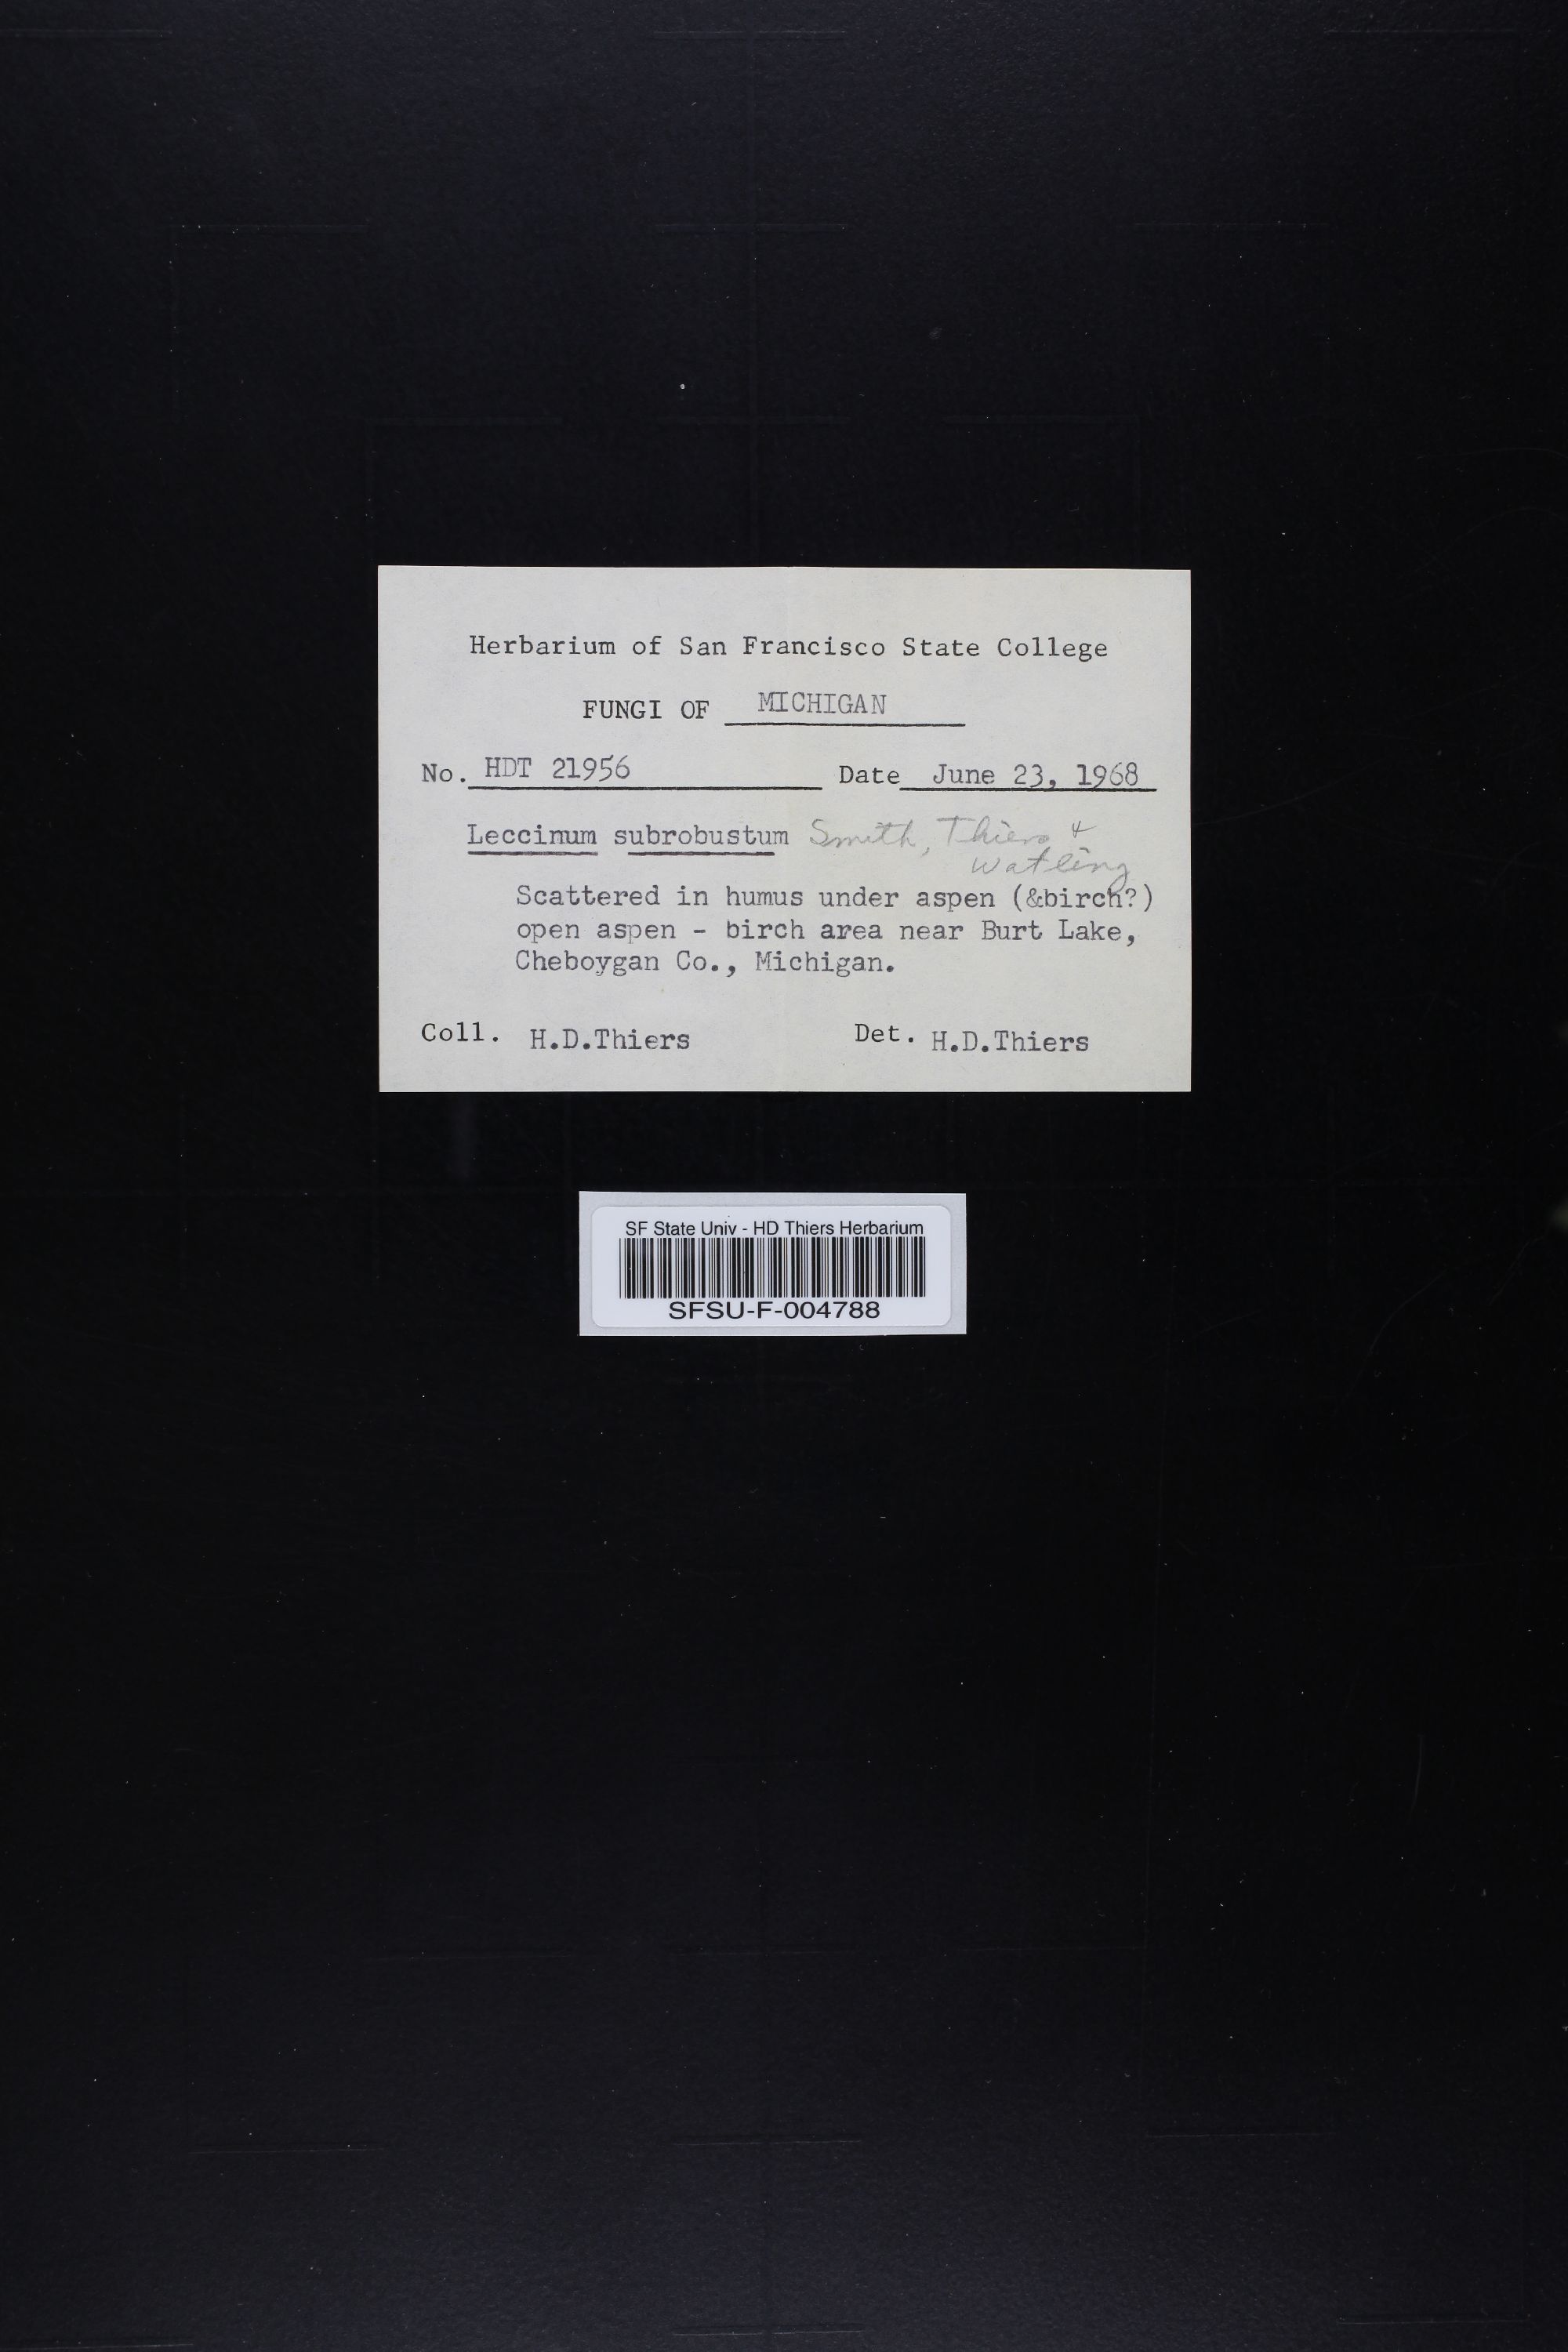 Herbarium of San Francisco State College
FUNGI OF MICHIGAN
No. HDT 21956 Date June 23, 1968
Leccinum subrobustum Smith, Thiers &
Watling
Scattered in humus under aspen (&birch?)
open aspen - birch area near Burt Lake,
Cheboygan Co., Michigan.
Coll. H.D.Thiers Det. H.D.Thiers
SF State Univ - HD Thiers Herbarium
SFSU-F-004788